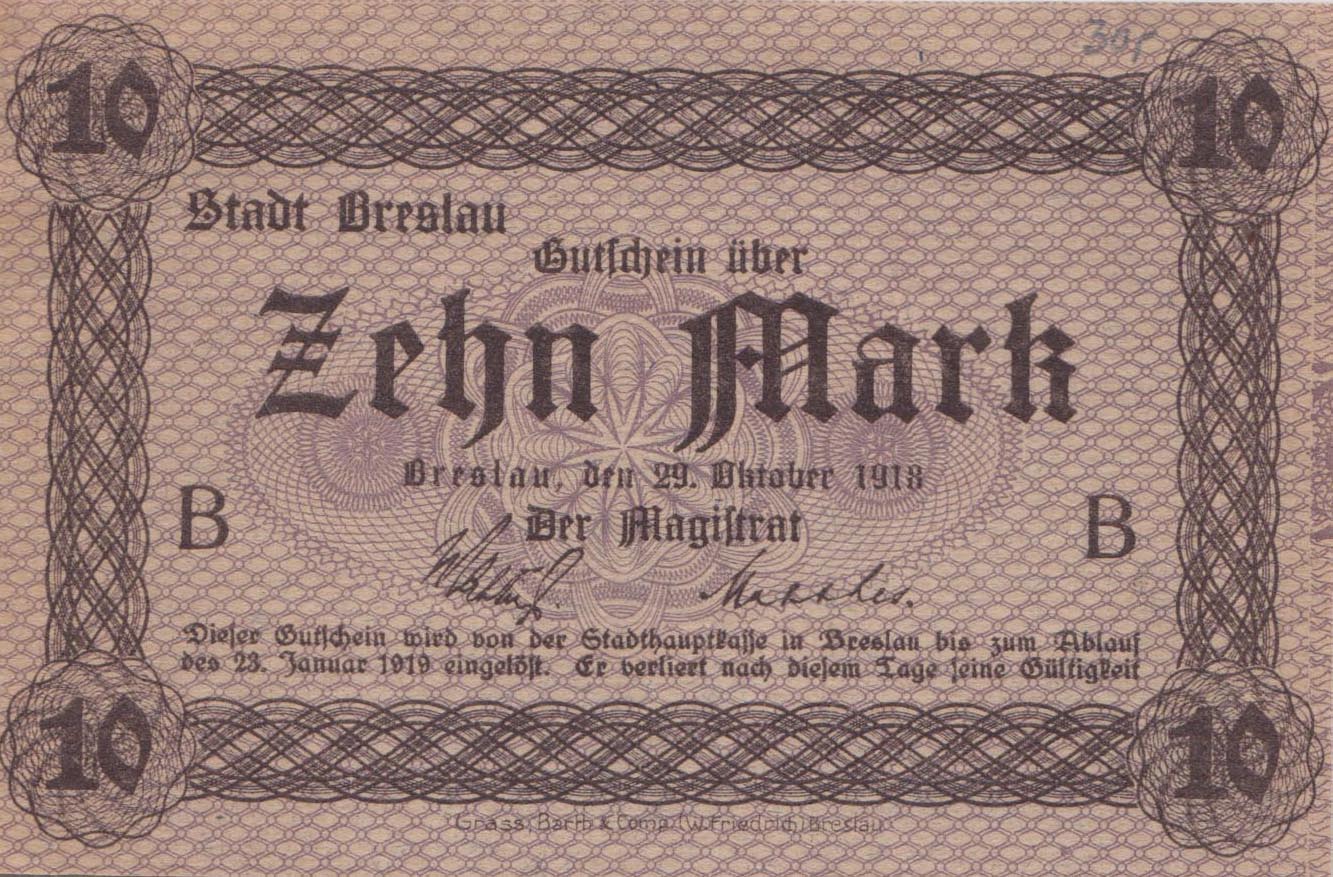 10 10
Stadt Breslau
Gutschein über
Zehn Mark
Breslau, den 29. Oktober 1918
B B
Der Magistrat
Dieser Gutschein wird von der Stadthauptkasse in Breslau bis zum Ablauf
des 23. Januar 1919 eingelöst. Er verliert nach diesem Tage seine Gültigkeit
10 10
Grass, Barth & Comp. (W. Friedrich) Breslau